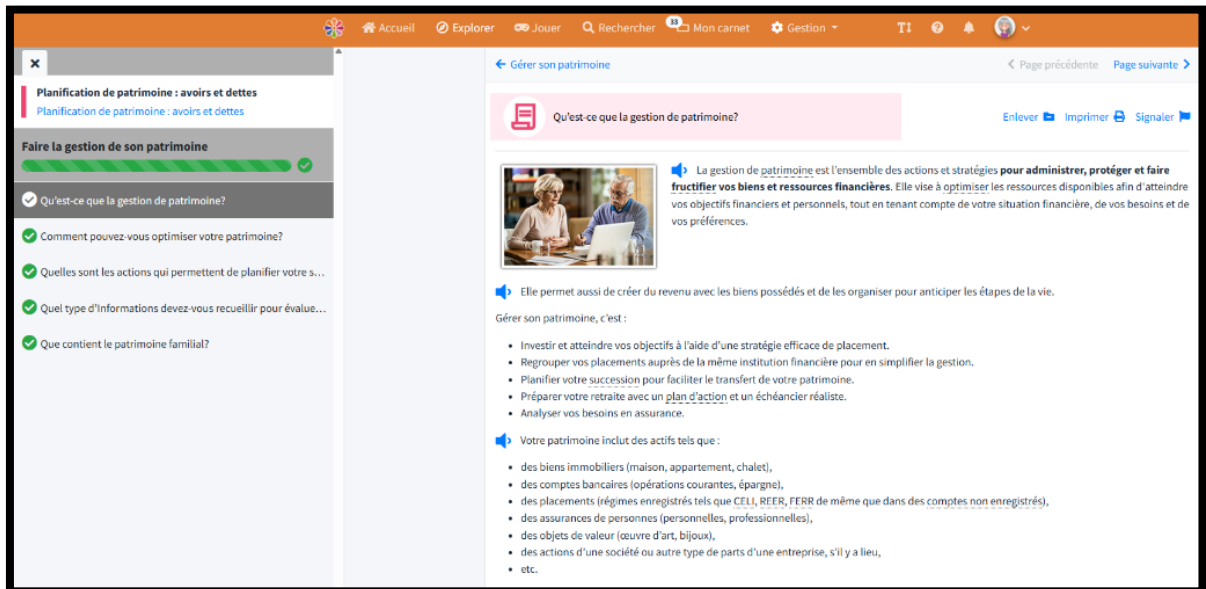 Accueil Explorer Jouer Rechercher 33 Mon carnet Gestion
Planification de patrimoine : avoirs et dettes
Planification de patrimoine : avoirs et dettes
Faire la gestion de son patrimoine
Qu'est-ce que la gestion de patrimoine?
Comment pouvez-vous optimiser votre patrimoine?
Quelles sont les actions qui permettent de planifier votre s...
Quel type d'Informations devez-vous recueillir pour évalue...
Que contient le patrimoine familial?
Gérer son patrimoine
Page précédente Page suivante
Qu'est-ce que la gestion de patrimoine?
Enlever Imprimer Signaler
La gestion de patrimoine est l'ensemble des actions et stratégies pour administrer, protéger et faire
fructifier vos biens et ressources financières. Elle vise à optimiser les ressources disponibles afin d'atteindre
vos objectifs financiers et personnels, tout en tenant compte de votre situation financière, de vos besoins et de
vos préférences.
Elle permet aussi de créer du revenu avec les biens possédés et de les organiser pour anticiper les étapes de la vie.
Gérer son patrimoine, c'est :
• Investir et atteindre vos objectifs à l'aide d'une stratégie efficace de placement.
• Regrouper vos placements auprès de la même institution financière pour en simplifier la gestion.
• Planifier votre succession pour faciliter le transfert de votre patrimoine.
• Préparer votre retraite avec un plan d'action et un échéancier réaliste.
• Analyser vos besoins en assurance.
Votre patrimoine inclut des actifs tels que :
• des biens immobiliers (maison, appartement, chalet),
• des comptes bancaires (opérations courantes, épargne),
• des placements (régimes enregistrés tels que CELI, REER, FERR de même que dans des comptes non enregistrés),
• des assurances de personnes (personnelles, professionnelles),
• des objets de valeur (œuvre d'art, bijoux),
• des actions d'une société ou autre type de parts d'une entreprise, s'il y a lieu,
• etc.